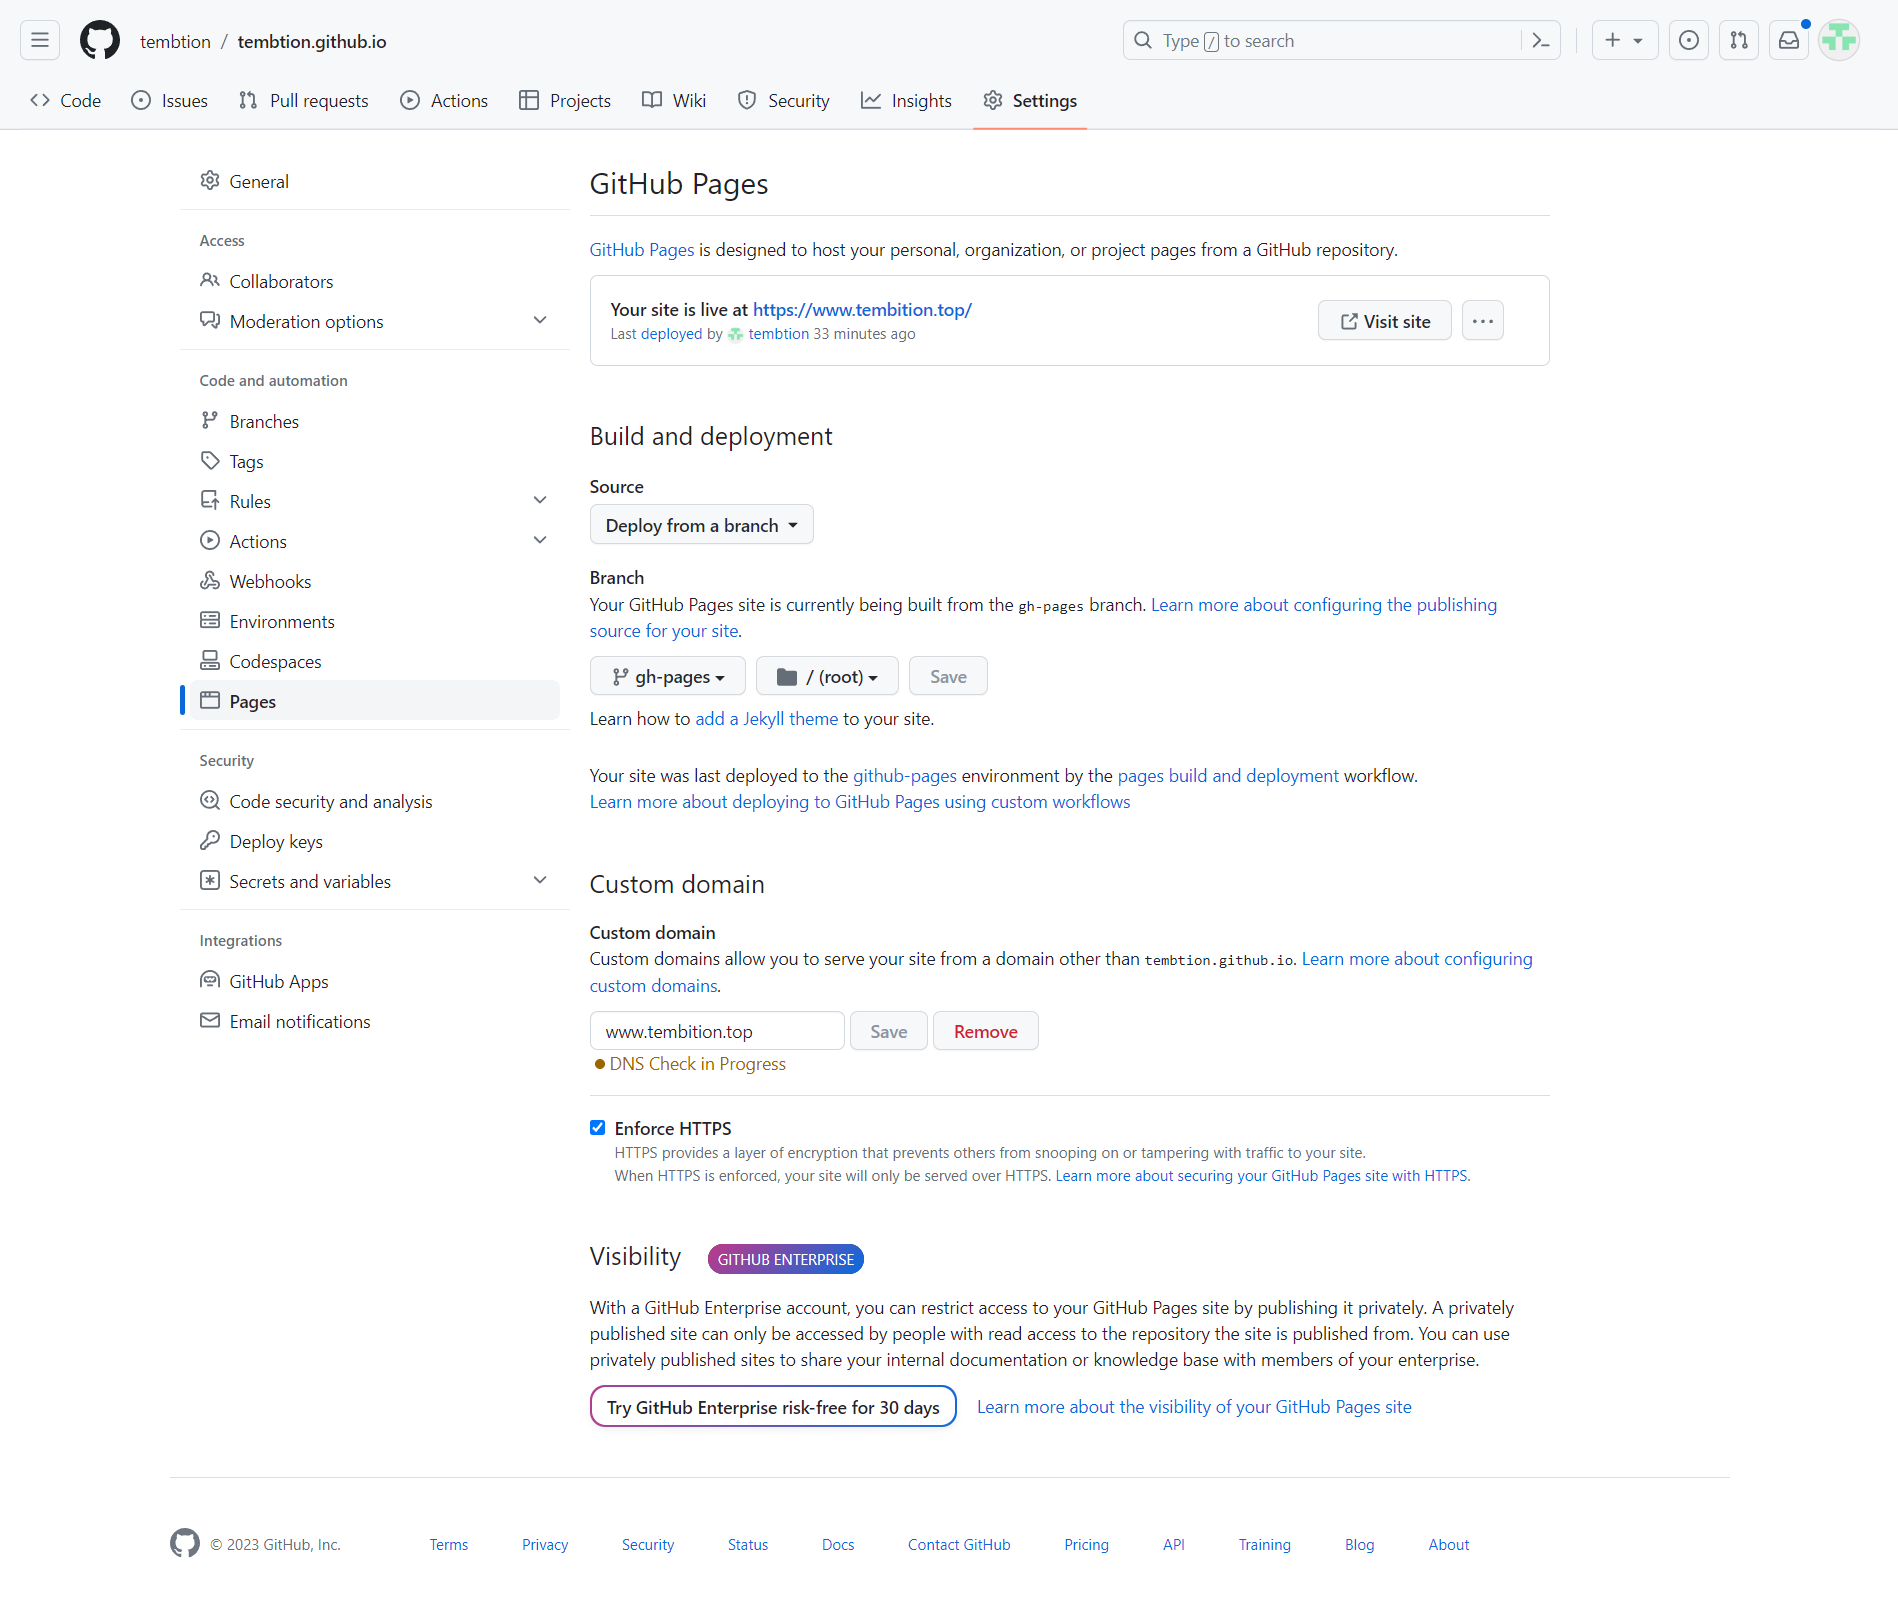 tembtion / tembtion.github.io
Type / to search
Code Issues Pull requests Actions Projects Wiki Security Insights Settings
General
Access
Collaborators
Moderation options
Code and automation
Branches
Tags
Rules
Actions
Webhooks
Environments
Codespaces
Pages
Security
Code security and analysis
Deploy keys
Secrets and variables
Integrations
GitHub Apps
Email notifications
GitHub Pages
GitHub Pages is designed to host your personal, organization, or project pages from a GitHub repository.
Your site is live at https://www.tembition.top/
Last deployed by tembtion 33 minutes ago
Visit site
Build and deployment
Source
Deploy from a branch
Branch
Your GitHub Pages site is currently being built from the gh-pages branch. Learn more about configuring the publishing
source for your site.
gh-pages / (root) Save
Learn how to add a Jekyll theme to your site.
Your site was last deployed to the github-pages environment by the pages build and deployment workflow.
Learn more about deploying to GitHub Pages using custom workflows
Custom domain
Custom domain
Custom domains allow you to serve your site from a domain other than tembtion.github.io. Learn more about configuring
custom domains.
www.tembition.top Save Remove
DNS Check in Progress
Enforce HTTPS
HTTPS provides a layer of encryption that prevents others from snooping on or tampering with traffic to your site.
When HTTPS is enforced, your site will only be served over HTTPS. Learn more about securing your GitHub Pages site with HTTPS.
Visibility GITHUB ENTERPRISE
With a GitHub Enterprise account, you can restrict access to your GitHub Pages site by publishing it privately. A privately
published site can only be accessed by people with read access to the repository the site is published from. You can use
privately published sites to share your internal documentation or knowledge base with members of your enterprise.
Try GitHub Enterprise risk-free for 30 days Learn more about the visibility of your GitHub Pages site
© 2023 GitHub, Inc. Terms Privacy Security Status Docs Contact GitHub Pricing API Training Blog About